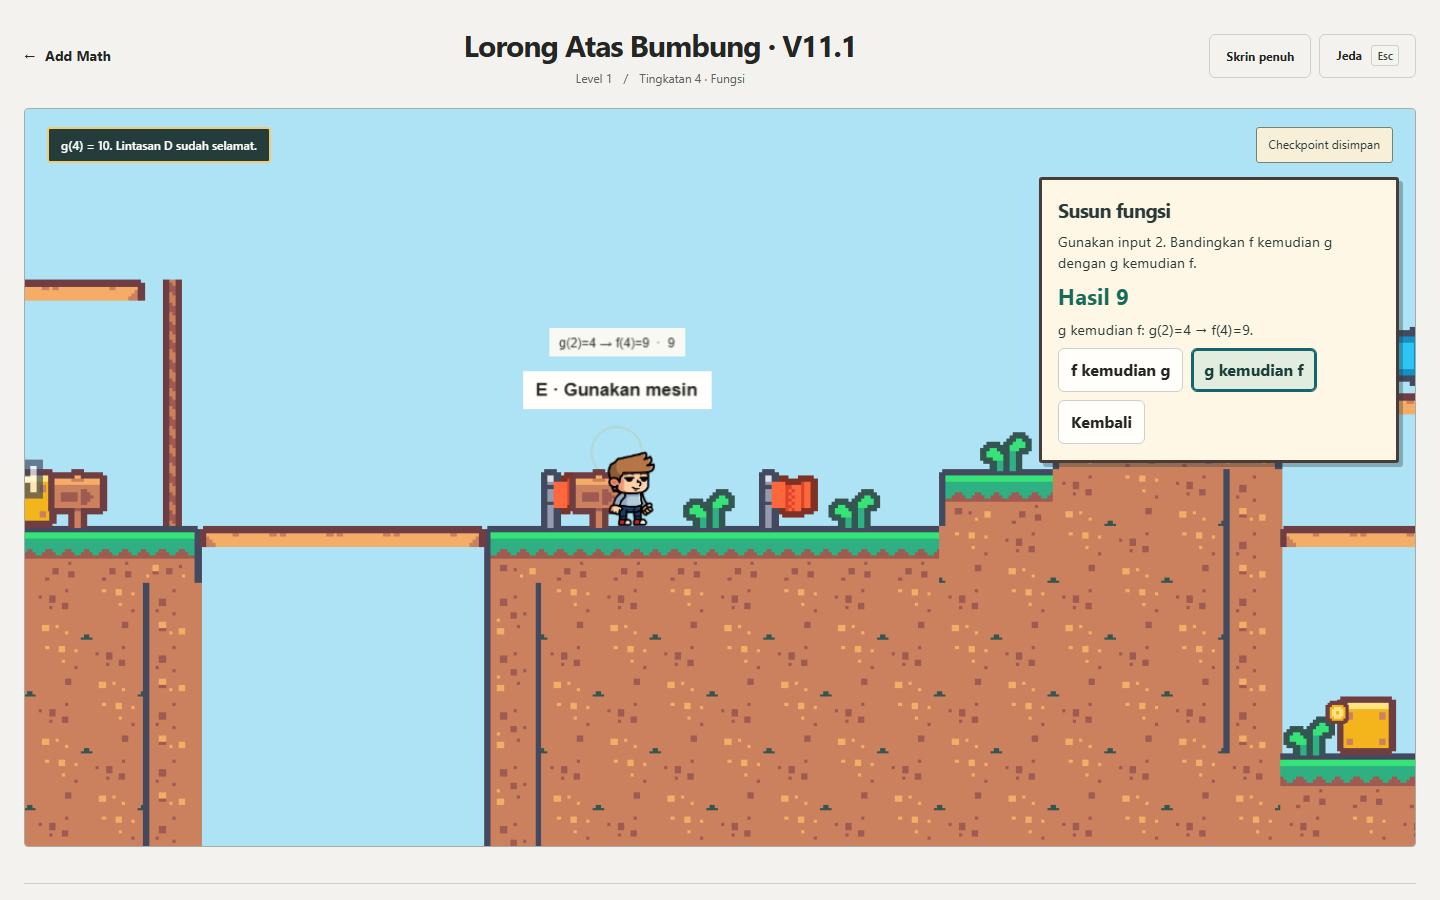 ← Add Math
Lorong Atas Bumbung · V11.1
Level 1 / Tingkatan 4 · Fungsi
Skrin penuh
Jeda Esc
g(4) = 10. Lintasan D sudah selamat.
Checkpoint disimpan
Susun fungsi
Gunakan input 2. Bandingkan f kemudian g
dengan g kemudian f.
Hasil 9
g kemudian f: g(2)=4 → f(4)=9.
f kemudian g
g kemudian f
Kembali
g(2)=4 → f(4)=9 · 9
E · Gunakan mesin